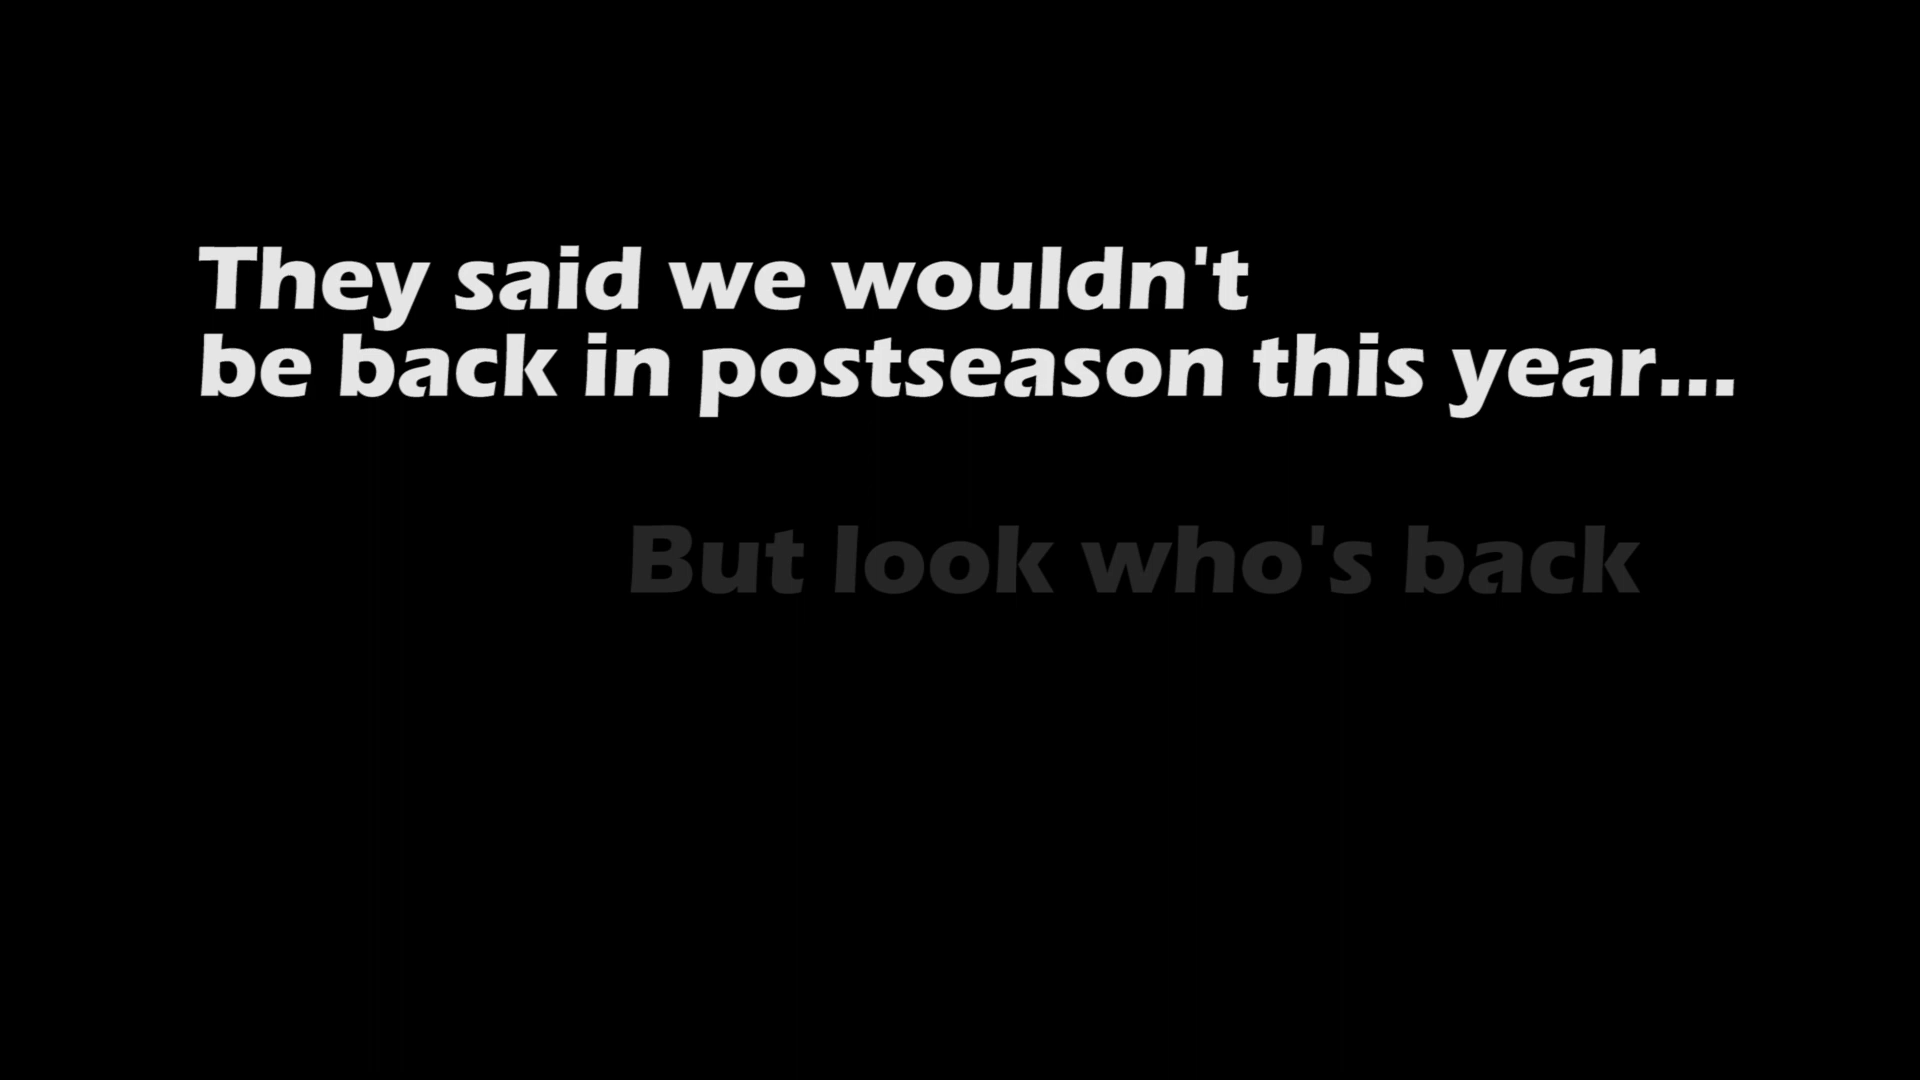 They said we wouldn't
be back in postseason this year...
But look who's back